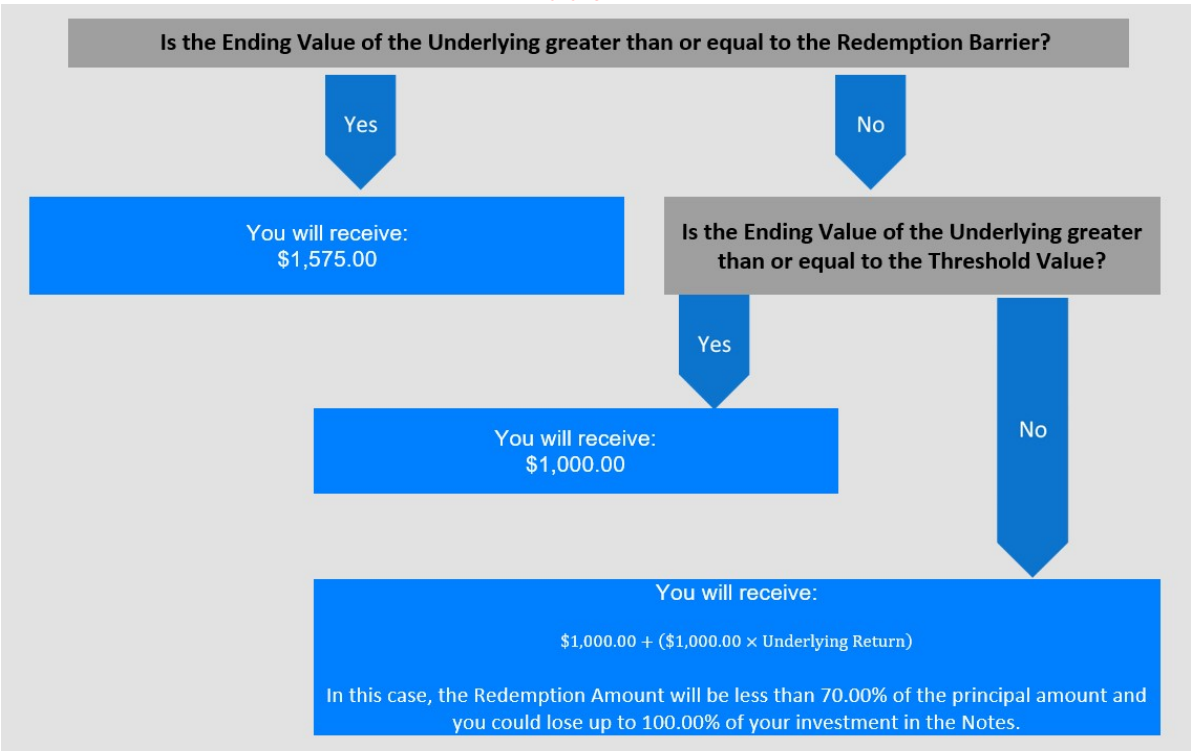 Is the Ending Value of the Underlying greater than or equal to the Redemption Barrier?
Yes
No
You will receive:
$1,575.00
Is the Ending Value of the Underlying greater
than or equal to the Threshold Value?
Yes
No
You will receive:
$1,000.00
You will receive:
$1,000.00 + ($1,000.00 × Underlying Return)
In this case, the Redemption Amount will be less than 70.00% of the principal amount and
you could lose up to 100.00% of your investment in the Notes.